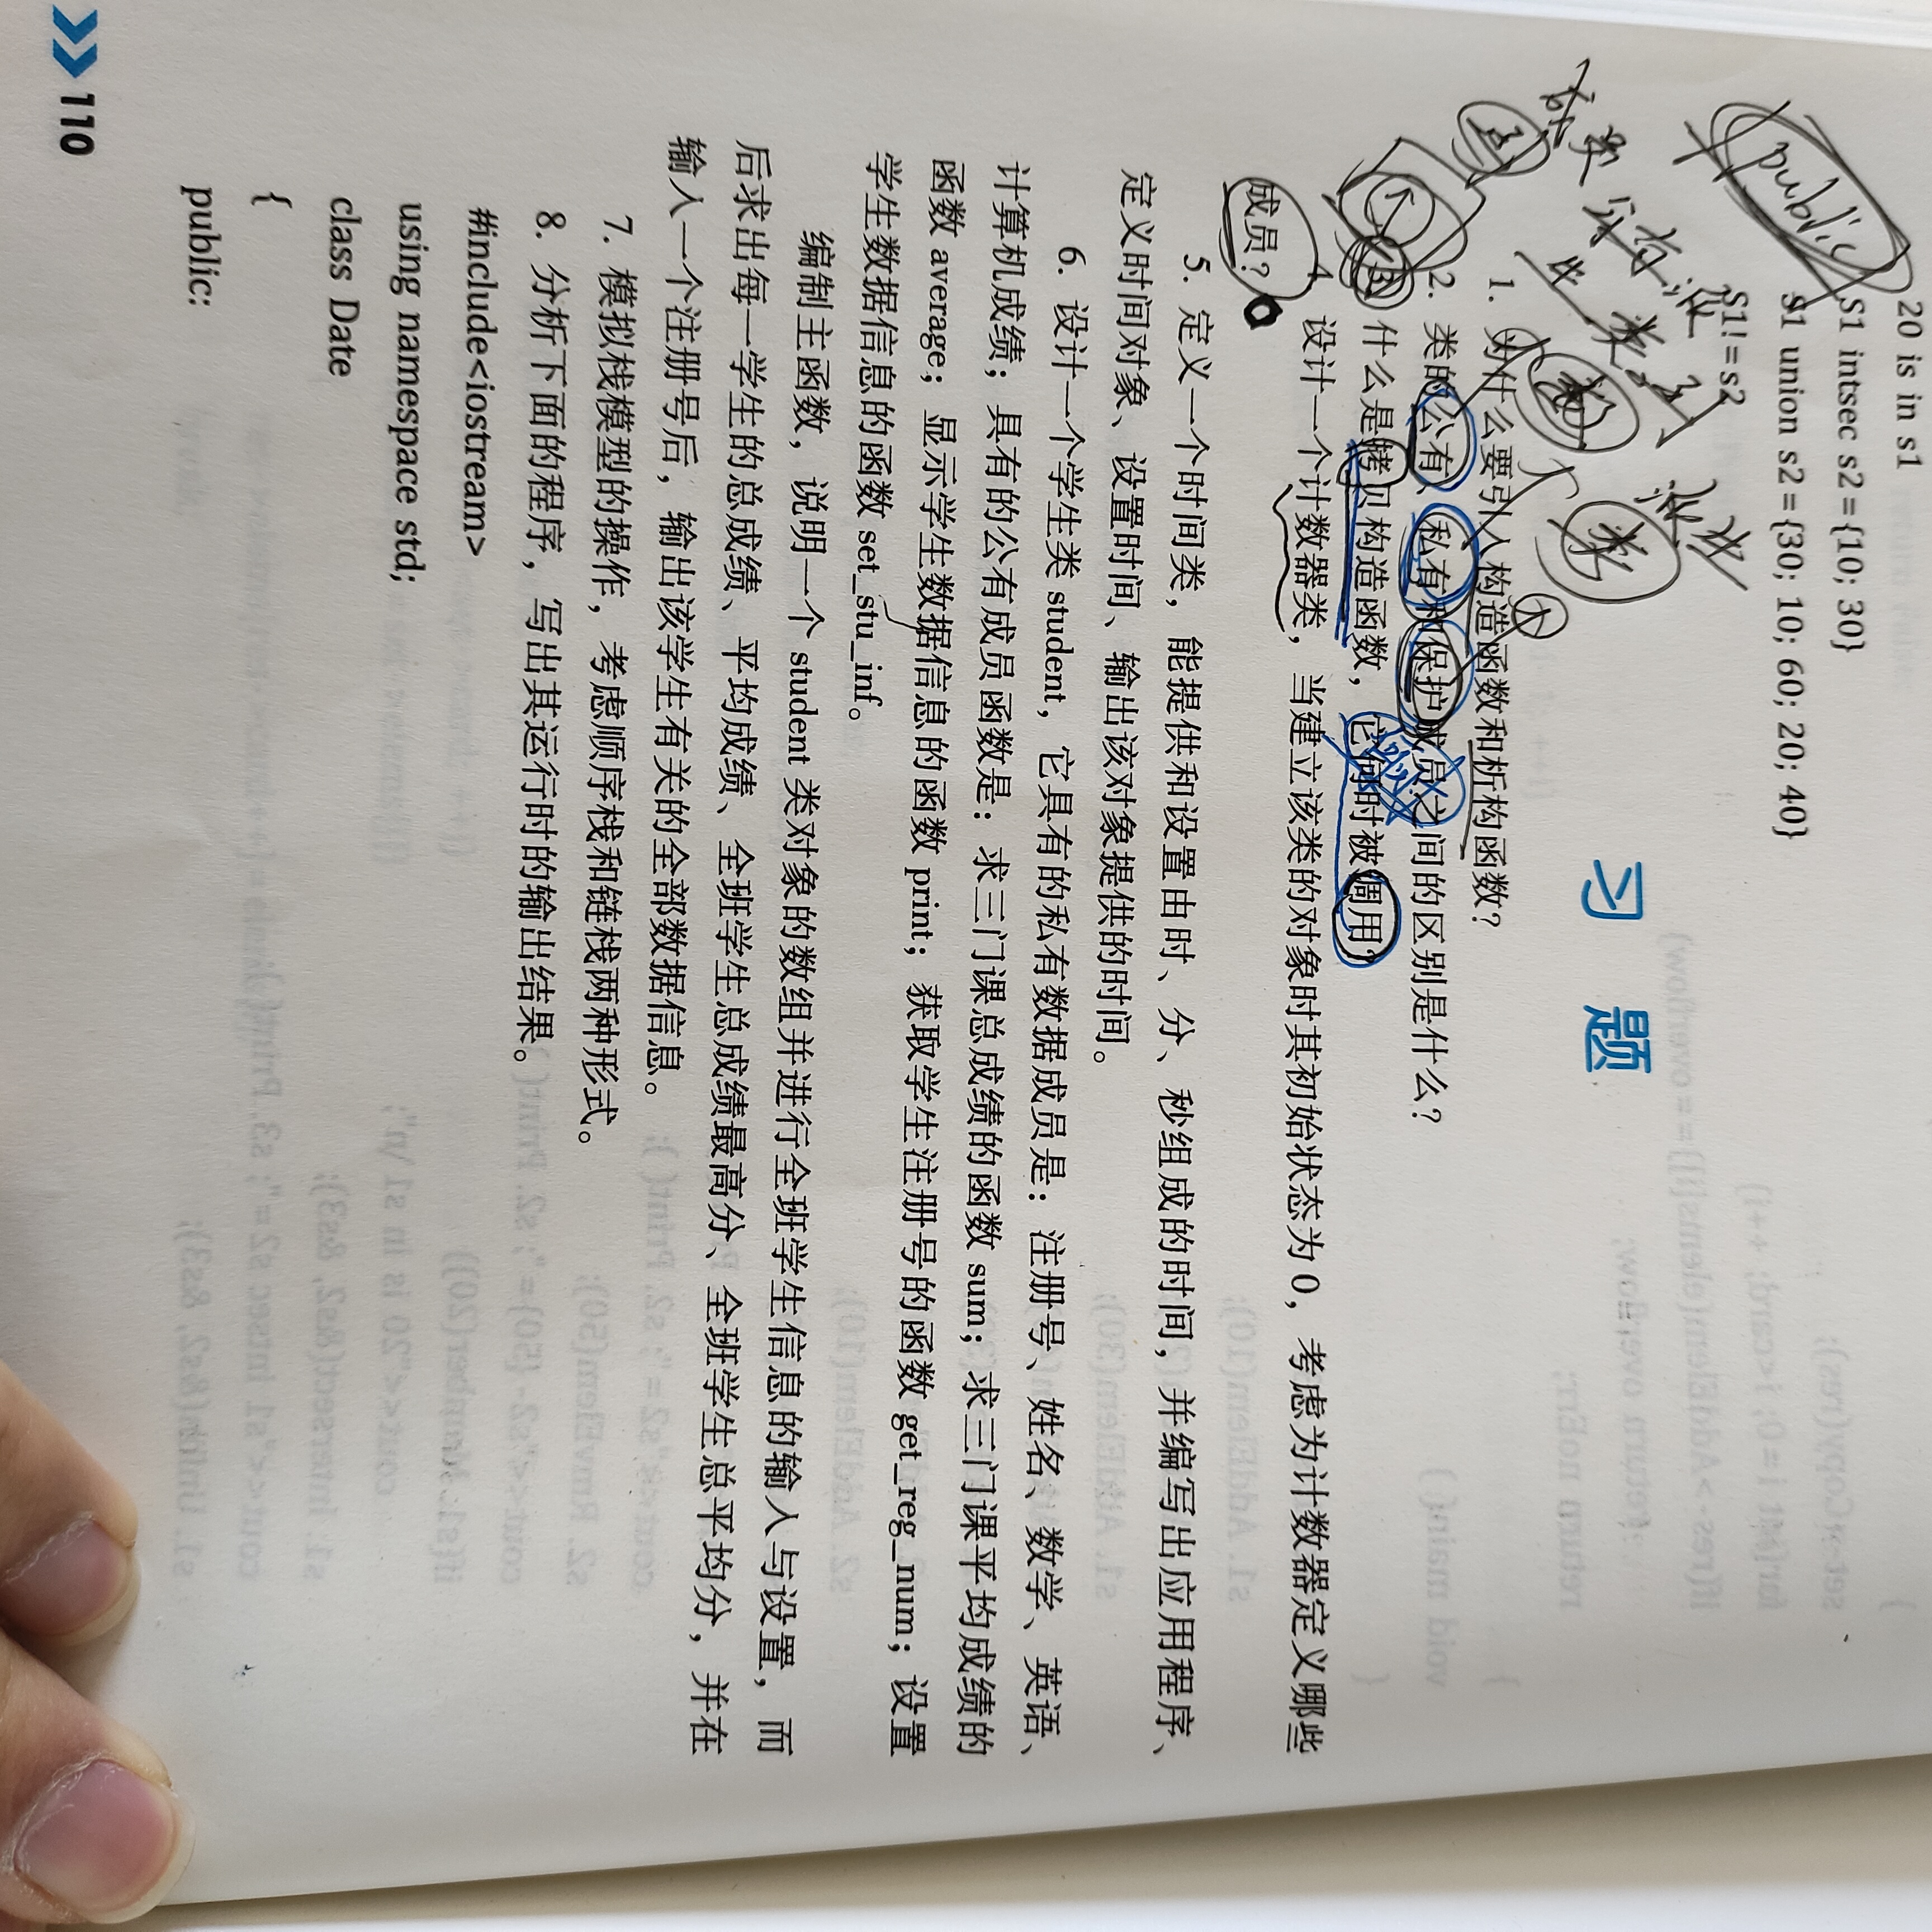 20 is in s1
S1 intsec s2={10; 30}
S1 union s2={30; 10; 60; 20; 40}
S1!=s2
public
派生
类
成员
习 题
1. 为什么要引入构造函数和析构函数?
2. 类的公有、私有和保护成员之间的区别是什么?
3. 什么是拷贝构造函数，它何时被调用?
4. 设计一个计数器类，当建立该类的对象时其初始状态为0，考虑为计数器定义哪些
成员?
5. 定义一个时间类，能提供和设置由时、分、秒组成的时间，并编写出应用程序、
定义时间对象、设置时间、输出该对象提供的时间。
6. 设计一个学生类 student，它具有的私有数据成员是：注册号、姓名、数学、英语、
计算机成绩；具有的公有成员函数是：求三门课总成绩的函数 sum；求三门课平均成绩的
函数 average；显示学生数据信息的函数 print；获取学生注册号的函数 get_reg_num；设置
学生数据信息的函数 set_stu_inf。
编制主函数，说明一个 student 类对象的数组并进行全班学生信息的输入与设置，而
后求出每一学生的总成绩、平均成绩、全班学生总成绩最高分、全班学生总平均分，并在
输入一个注册号后，输出该学生有关的全部数据信息。
7. 模拟栈模型的操作，考虑顺序栈和链栈两种形式。
8. 分析下面的程序，写出其运行时的输出结果。
#include<iostream>
using namespace std;
class Date
{
public:
110